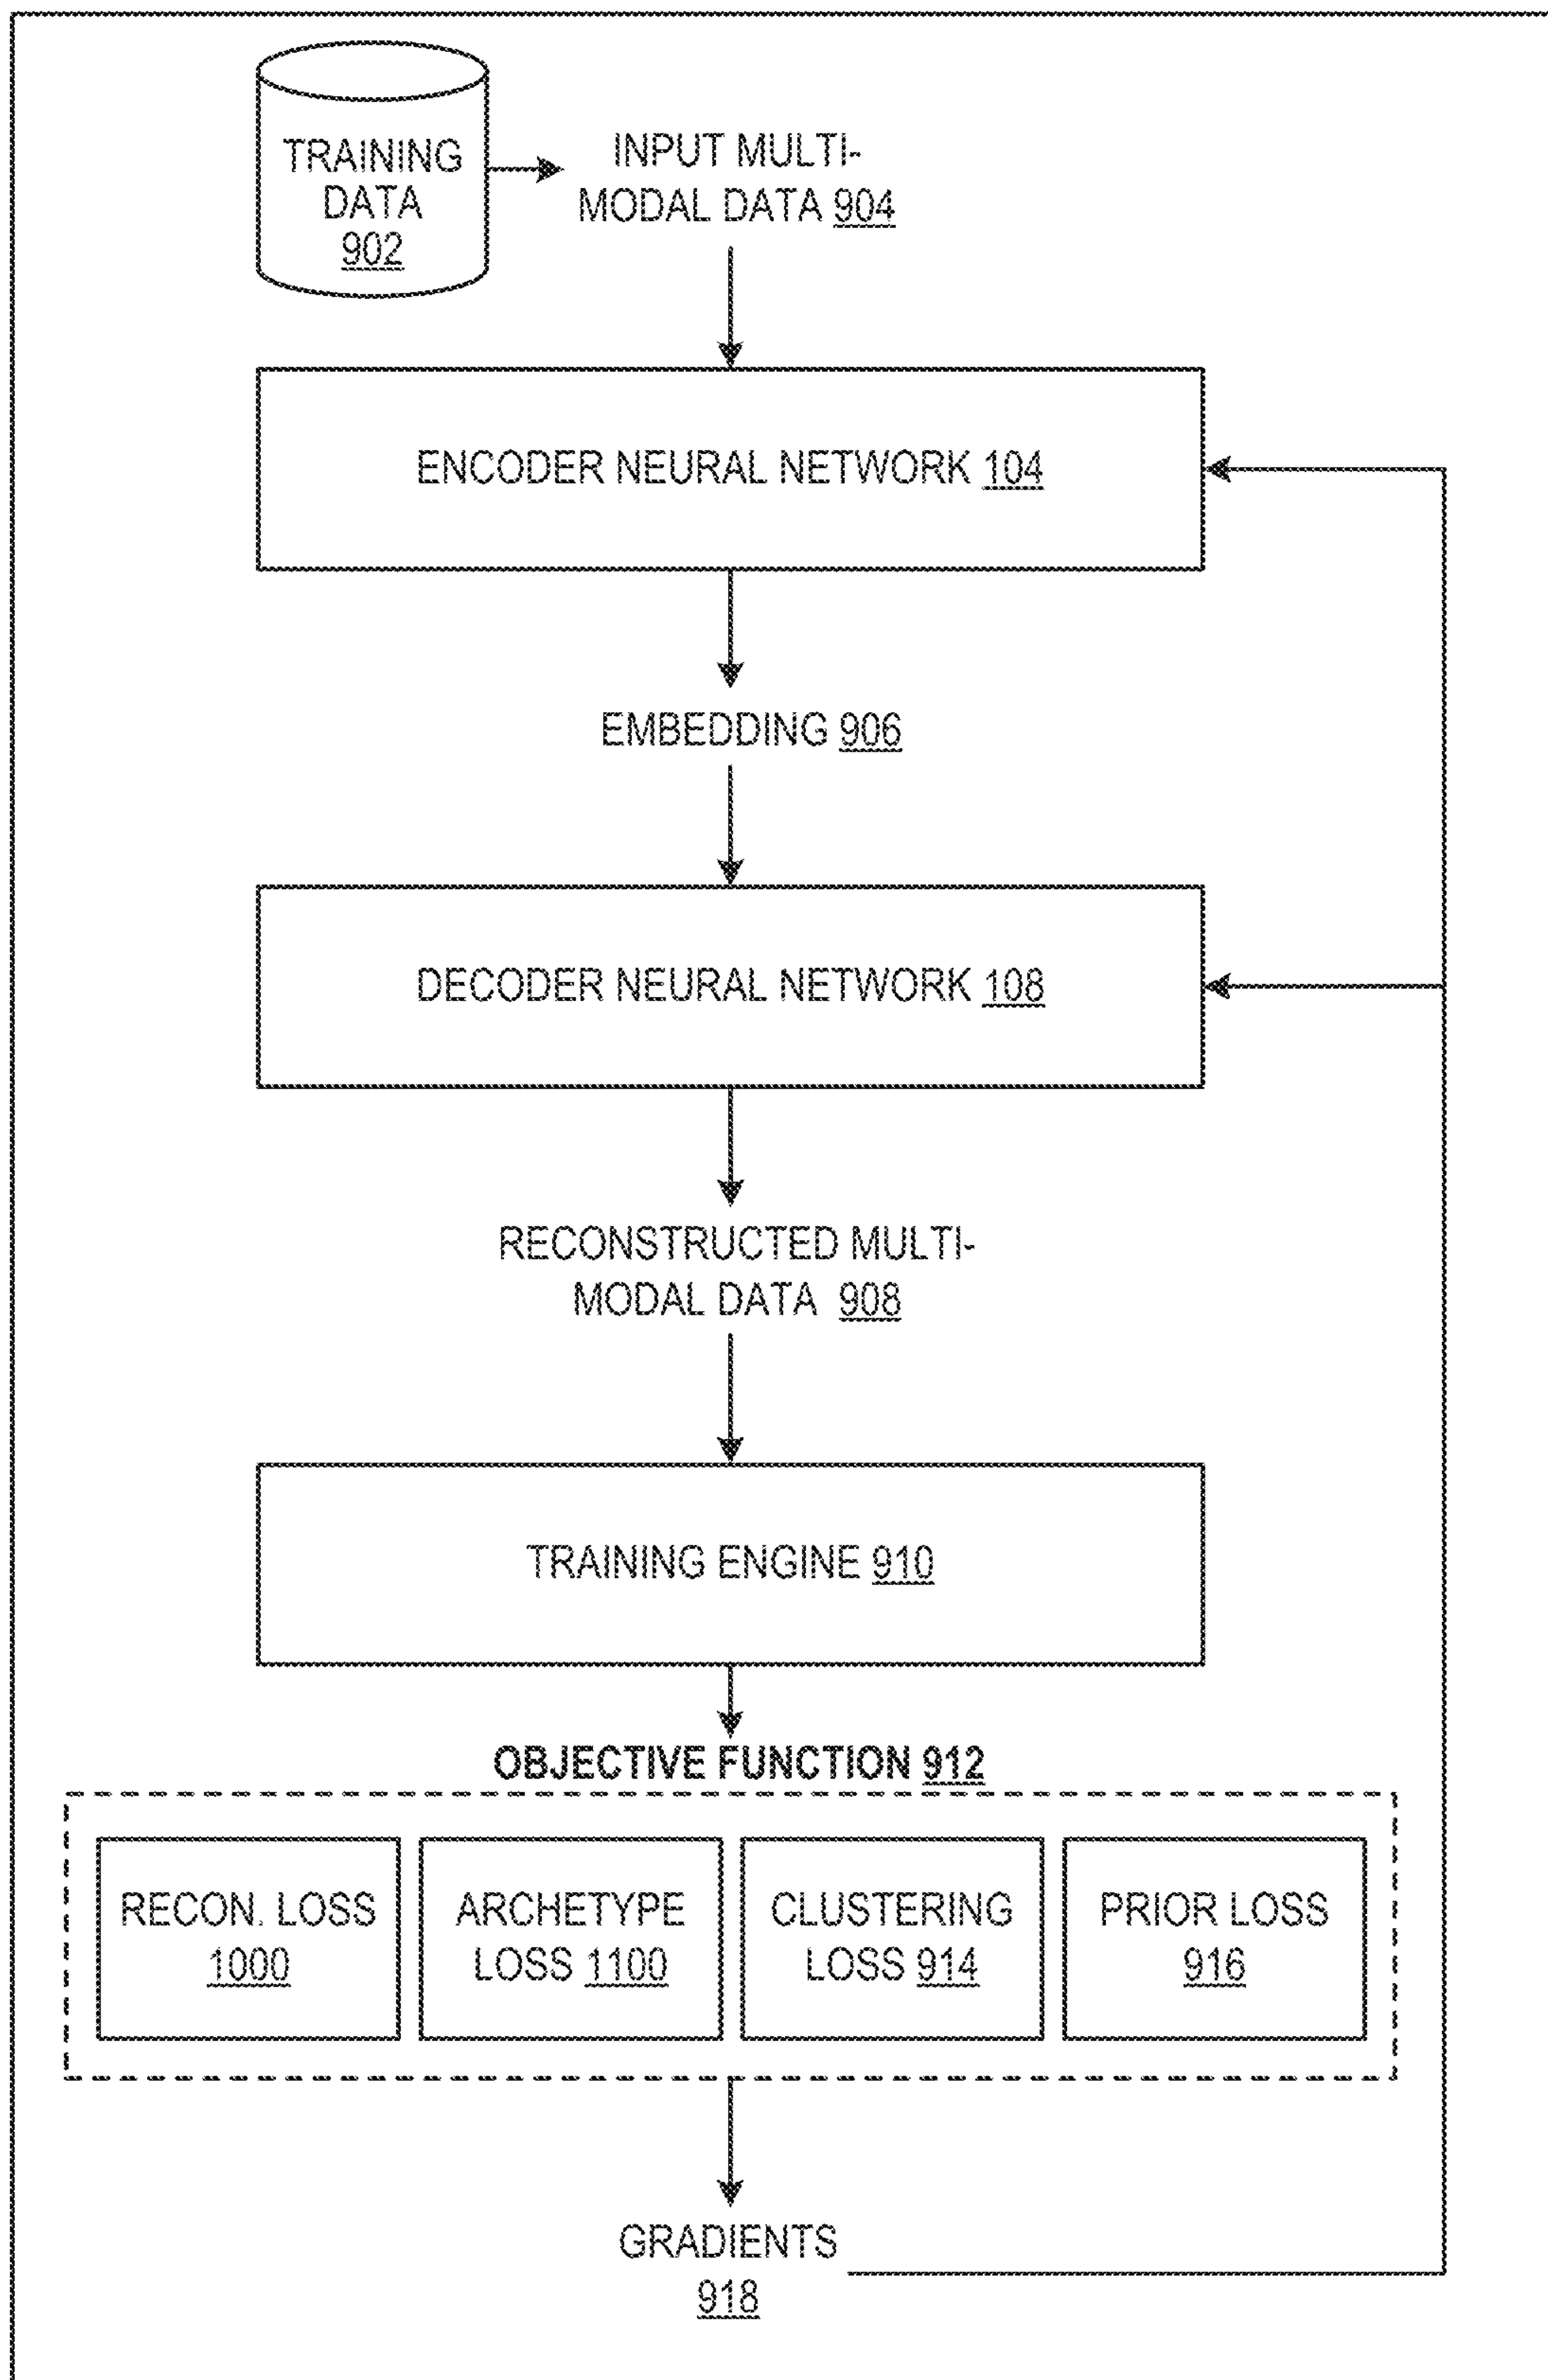 TRAINING
DATA
902
INPUT MULTI-
MODAL DATA 904
ENCODER NEURAL NETWORK 104
EMBEDDING 906
DECODER NEURAL NETWORK 108
RECONSTRUCTED MULTI-
MODAL DATA 908
TRAINING ENGINE 910
OBJECTIVE FUNCTION 912
RECON. LOSS
1000
ARCHETYPE
LOSS 1100
CLUSTERING
LOSS 914
PRIOR LOSS
916
GRADIENTS
918